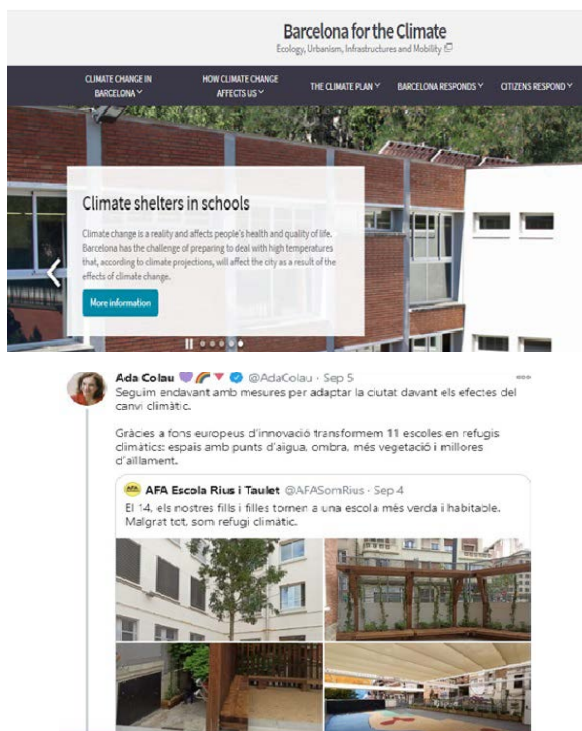 Barcelona for the Climate
Ecology, Urbanism, Infrastructures and Mobility
CLIMATE CHANGE IN
BARCELONA
HOW CLIMATE CHANGE
AFFECTS US
THE CLIMATE PLAN
BARCELONA RESPONDS
CITIZENS RESPOND
Climate shelters in schools
Climate change is a reality and affects people's health and quality of life.
Barcelona has the challenge of preparing to deal with high temperatures
that, according to climate projections, will affect the city as a result of the
effects of climate change.
More information
Ada Colau @AdaColau · Sep 5
Seguim endavant amb mesures per adaptar la ciutat davant els efectes del
canvi climàtic.
Gràcies a fons europeus d'innovació transformem 11 escoles en refugis
climàtics: espais amb punts d'aigua, ombra, més vegetació i millores
d'aïllament.
AFA Escola Rius i Taulet @AFASomRius · Sep 4
El 14, els nostres fills i filles tornen a una escola més verda i habitable.
Malgrat tot, som refugi climàtic.